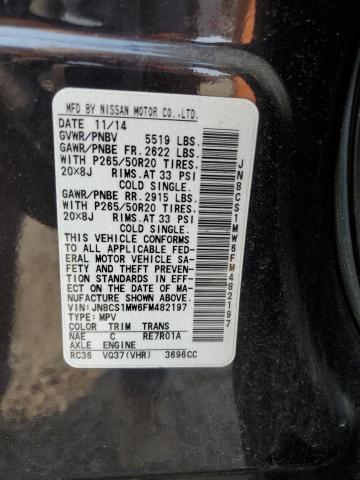 MFD BY NISSAN MOTOR CO.,LTD.
DATE 11/14
GVWR/PNBV 5519 LBS.
GAWR/PNBE FR. 2622 LBS.
WITH P265/50R20 TIRES.
20×8J RIMS.AT 33 PSI
COLD SINGLE.
GAWR/PNBE RR. 2915 LBS.
WITH P265/50R20 TIRES.
20×8J RIMS.AT 33 PSI
COLD SINGLE.
THIS VEHICLE CONFORMS
TO ALL APPLICABLE FED-
ERAL MOTOR VEHICLE SA-
FETY AND THEFT PREVEN-
TION STANDARDS IN EFF-
ECT ON THE DATE OF MA-
NUFACTURE SHOWN ABOVE.
VIN:JN8CS1MW6FM482197
TYPE:MPV
COLOR TRIM TRANS
NAE C RE7R01A
AXLE ENGINE
RC36 VQ37(VHR) 3696CC
JN8CS1MW6FM482197